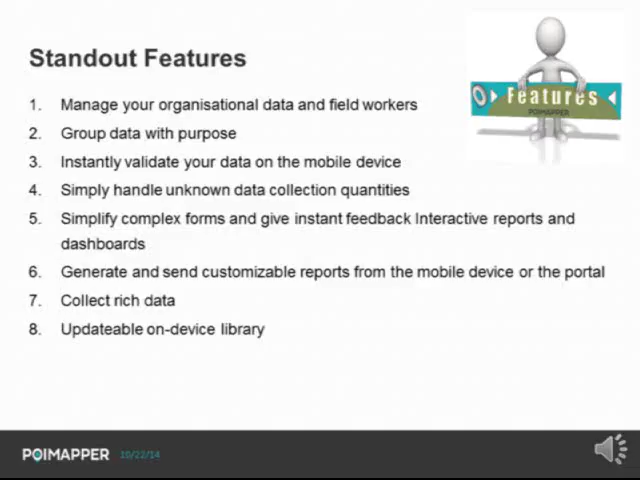 Standout Features
Features
POIMAPPER
1. Manage your organisational data and field workers
2. Group data with purpose
3. Instantly validate your data on the mobile device
4. Simply handle unknown data collection quantities
5. Simplify complex forms and give instant feedback Interactive reports and
dashboards
6. Generate and send customizable reports from the mobile device or the portal
7. Collect rich data
8. Updateable on-device library
POIMAPPER 10/22/14